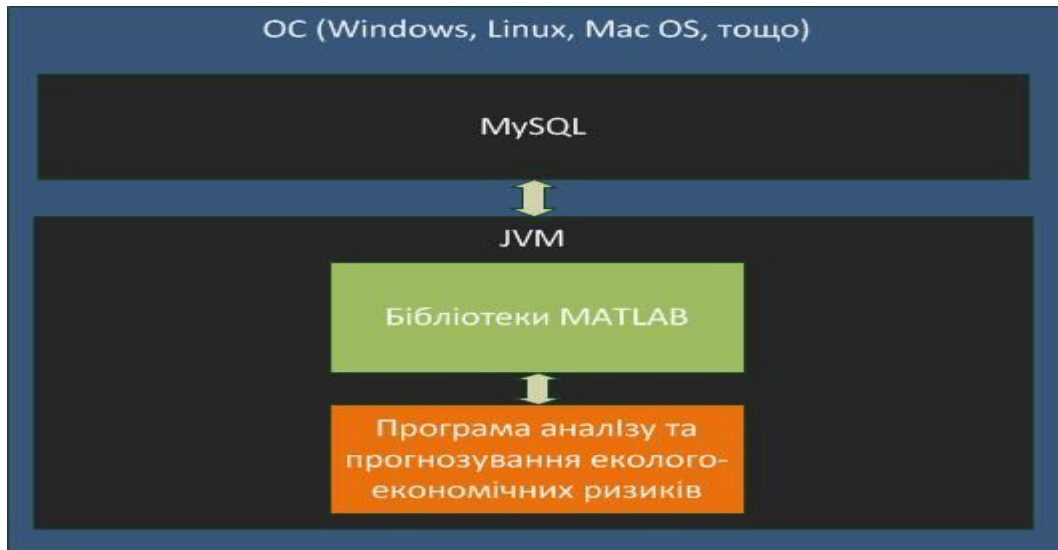 ОС (Windows, Linux, Mac OS, тощо)
MySQL
JVM
Бібліотеки MATLAB
Програма аналізу та
прогнозування еколого-
економічних ризиків